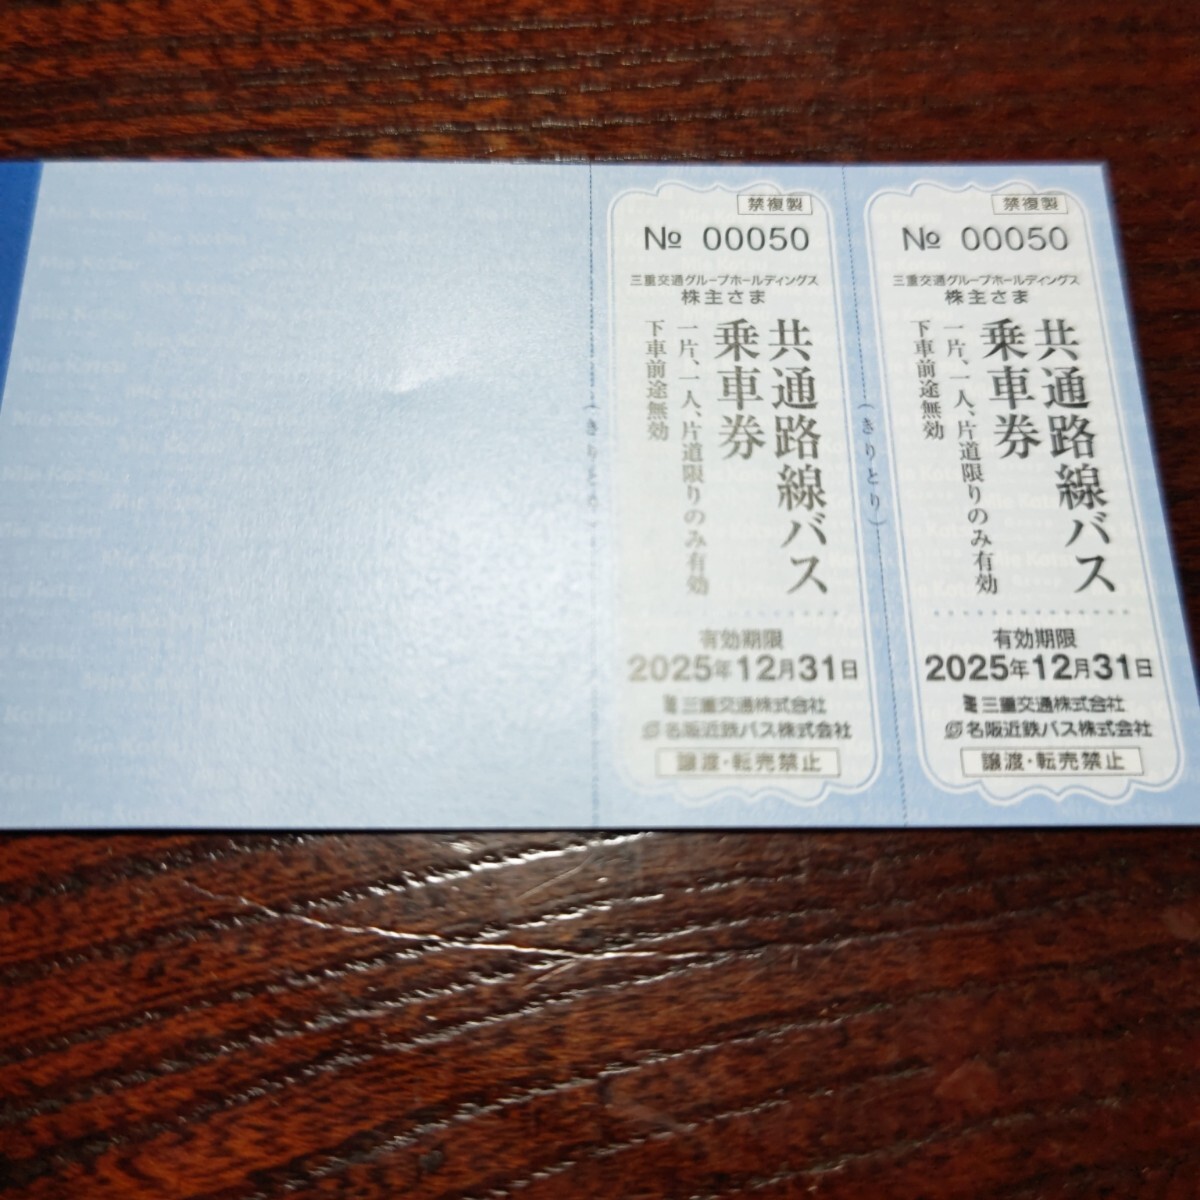 禁複製
№ 00050
三重交通グループホールディングス
株主さま
共通路線バス
乗車券
一片、一人、片道限りのみ有効
下車前途無効
有効期限
2025年12月31日
三重交通株式会社
名阪近鉄バス株式会社
譲渡・転売禁止
(きりとり)
禁複製
№ 00050
三重交通グループホールディングス
株主さま
共通路線バス
乗車券
一片、一人、片道限りのみ有効
下車前途無効
有効期限
2025年12月31日
三重交通株式会社
名阪近鉄バス株式会社
譲渡・転売禁止
(きりとり)